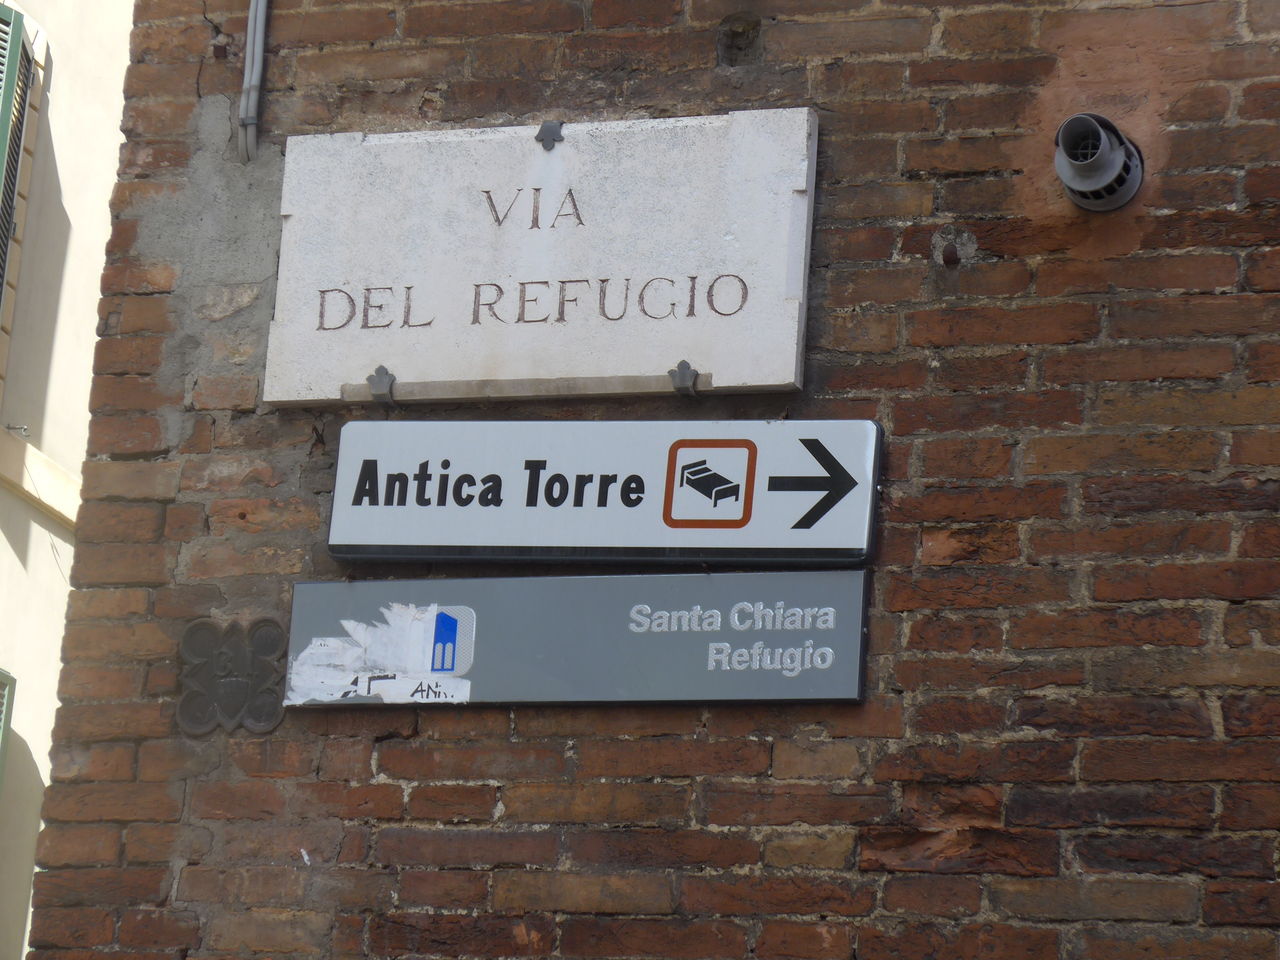 VIA
DEL REFUGIO
Antica Torre
Santa Chiara
Refugio